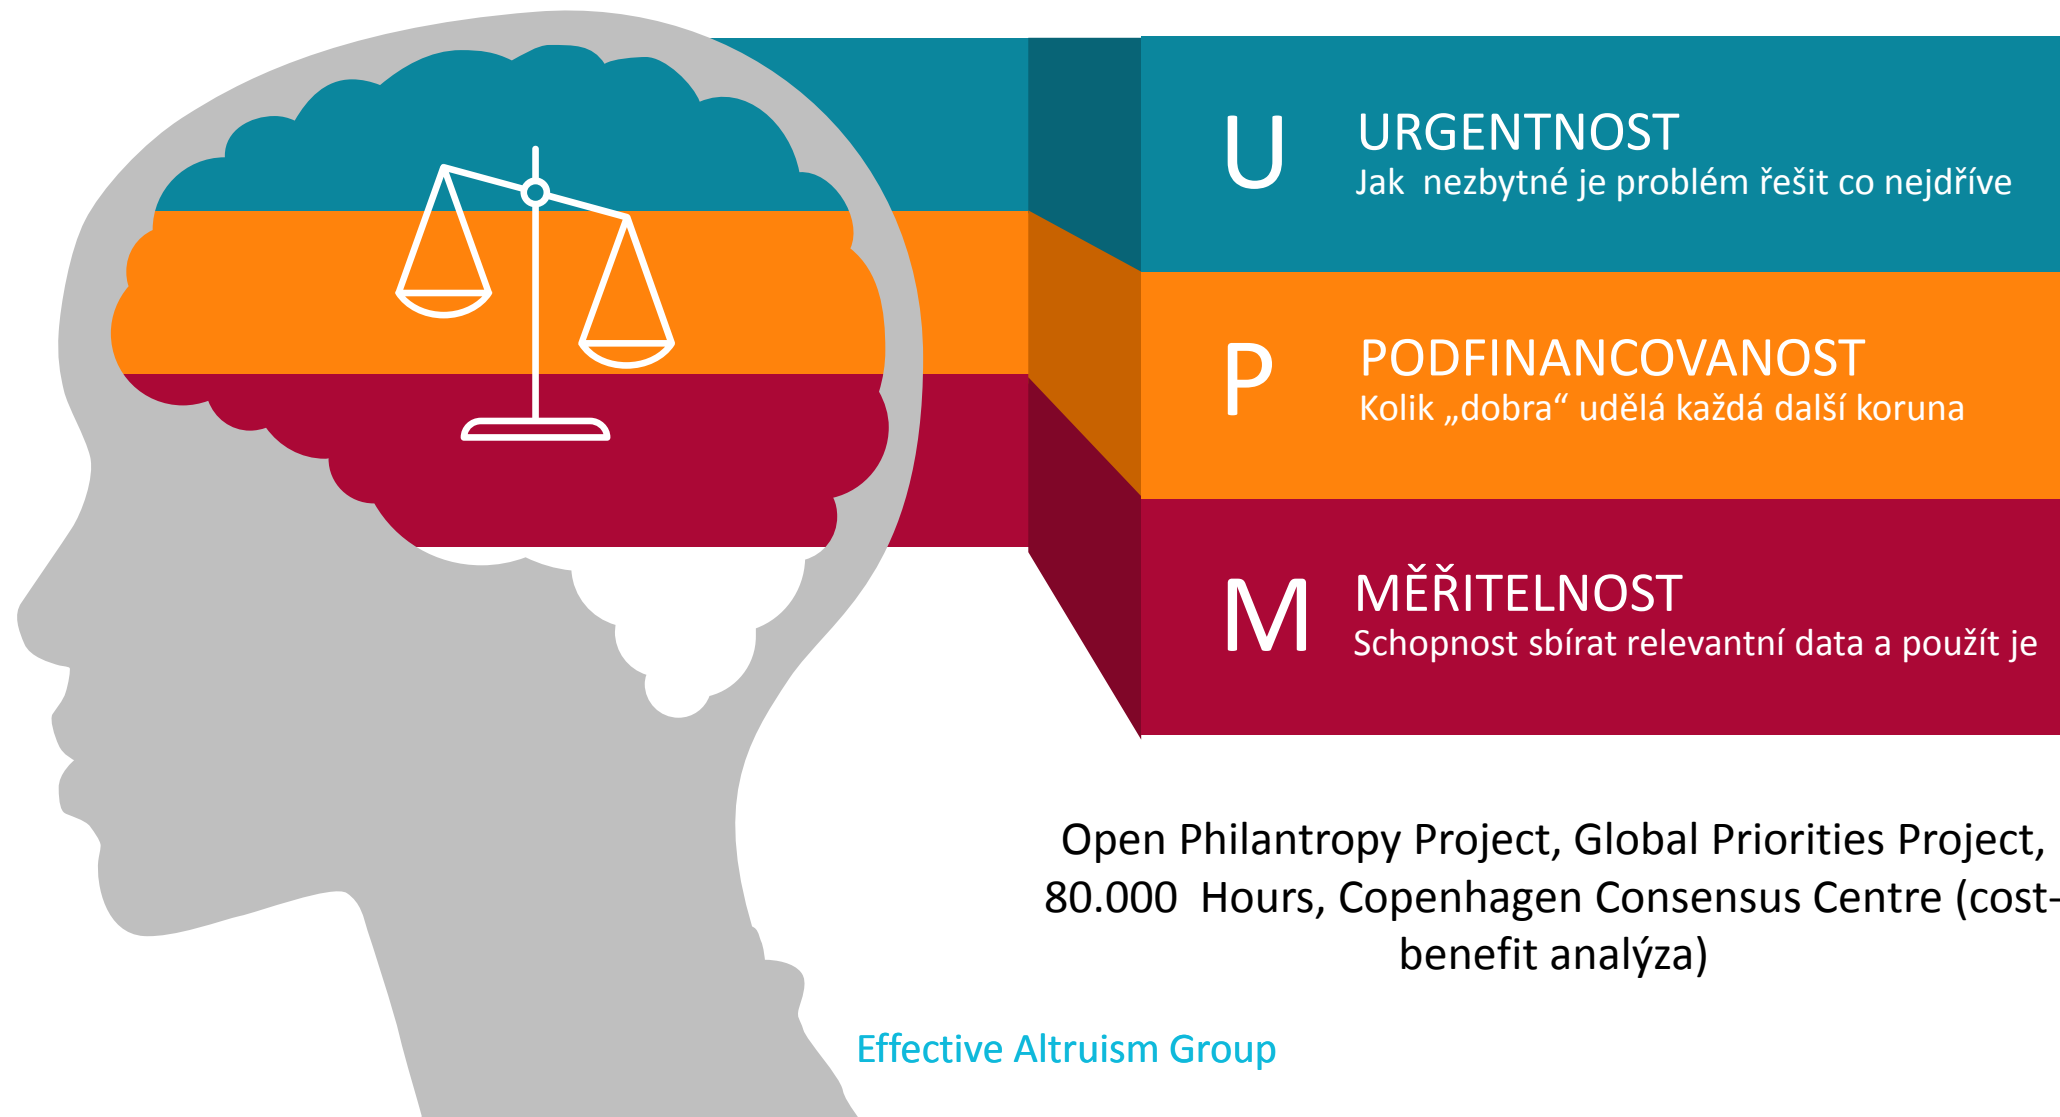 U
URGENTNOST
Jak nezbytné je problém řešit co nejdříve
P
PODFINANCOVANOST
Kolik „dobra“ udělá každá další koruna
M
MĚŘITELNOST
Schopnost sbírat relevantní data a použít je
Open Philantropy Project, Global Priorities Project,
80.000 Hours, Copenhagen Consensus Centre (cost-
benefit analýza)
Effective Altruism Group